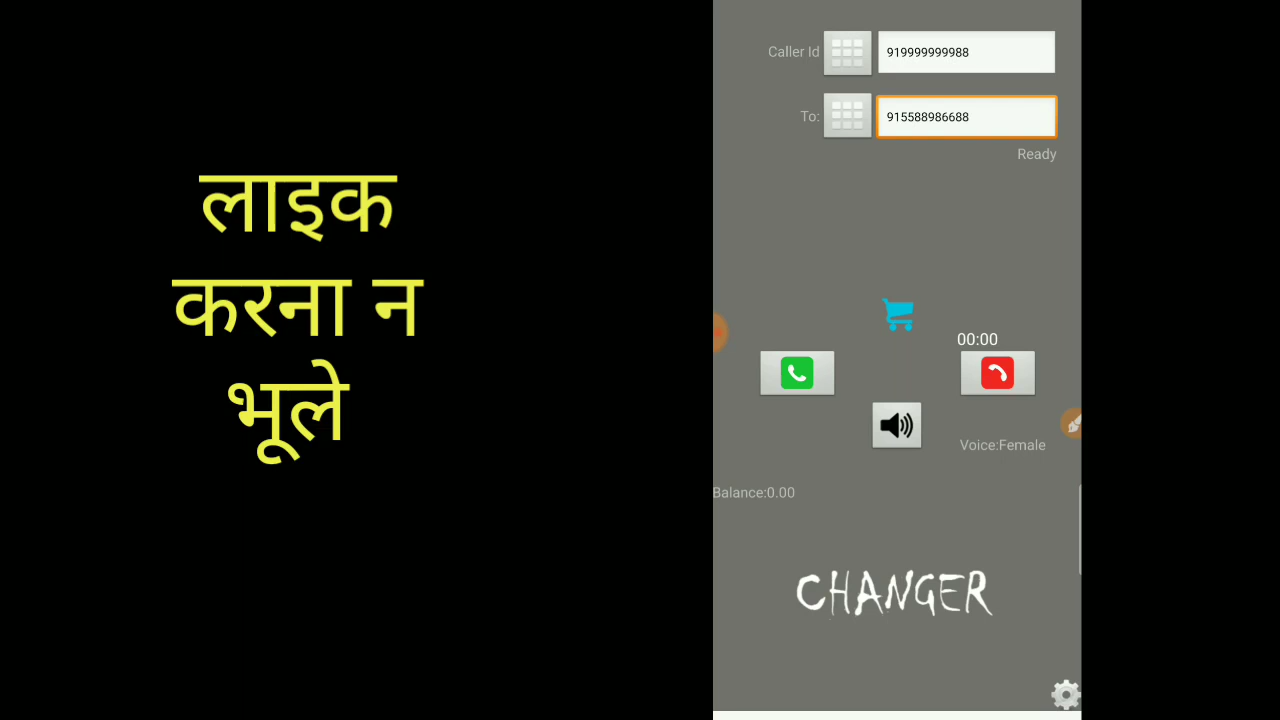 लाइक
करना न
भूले
Caller Id 919999999988
To: 915588986688
Ready
00:00
Voice:Female
Balance:0.00
CHANGER